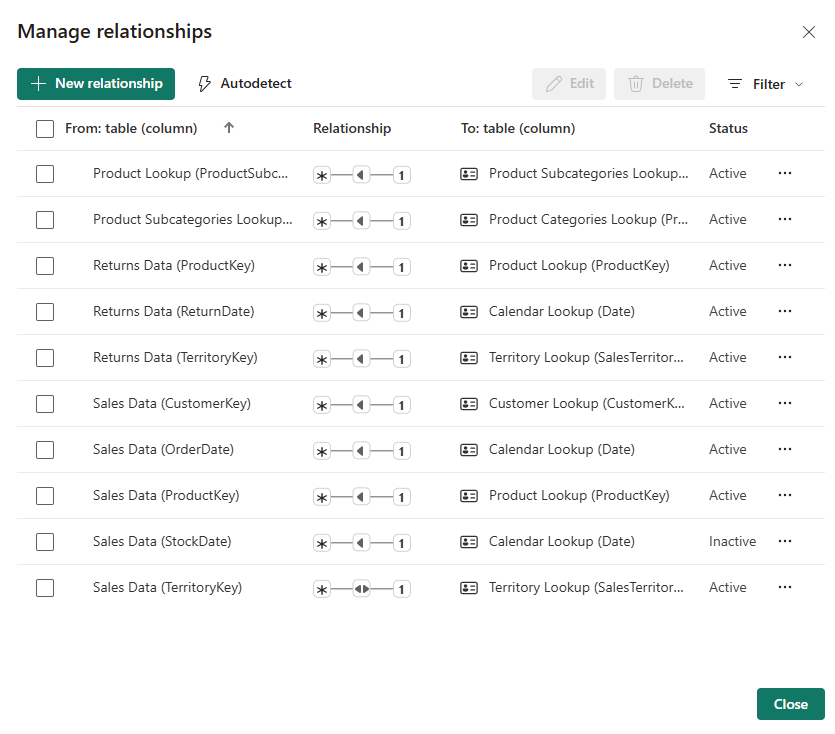 Manage relationships
New relationship Autodetect Edit Delete Filter
From: table (column) Relationship To: table (column) Status
Product Lookup (ProductSubc... * 1 Product Subcategories Lookup... Active ...
Product Subcategories Lookup... * 1 Product Categories Lookup (Pr... Active ...
Returns Data (ProductKey) * 1 Product Lookup (ProductKey) Active ...
Returns Data (ReturnDate) * 1 Calendar Lookup (Date) Active ...
Returns Data (TerritoryKey) * 1 Territory Lookup (SalesTerritor... Active ...
Sales Data (CustomerKey) * 1 Customer Lookup (CustomerK... Active ...
Sales Data (OrderDate) * 1 Calendar Lookup (Date) Active ...
Sales Data (ProductKey) * 1 Product Lookup (ProductKey) Active ...
Sales Data (StockDate) * 1 Calendar Lookup (Date) Inactive ...
Sales Data (TerritoryKey) * 1 Territory Lookup (SalesTerritor... Active ...
Close